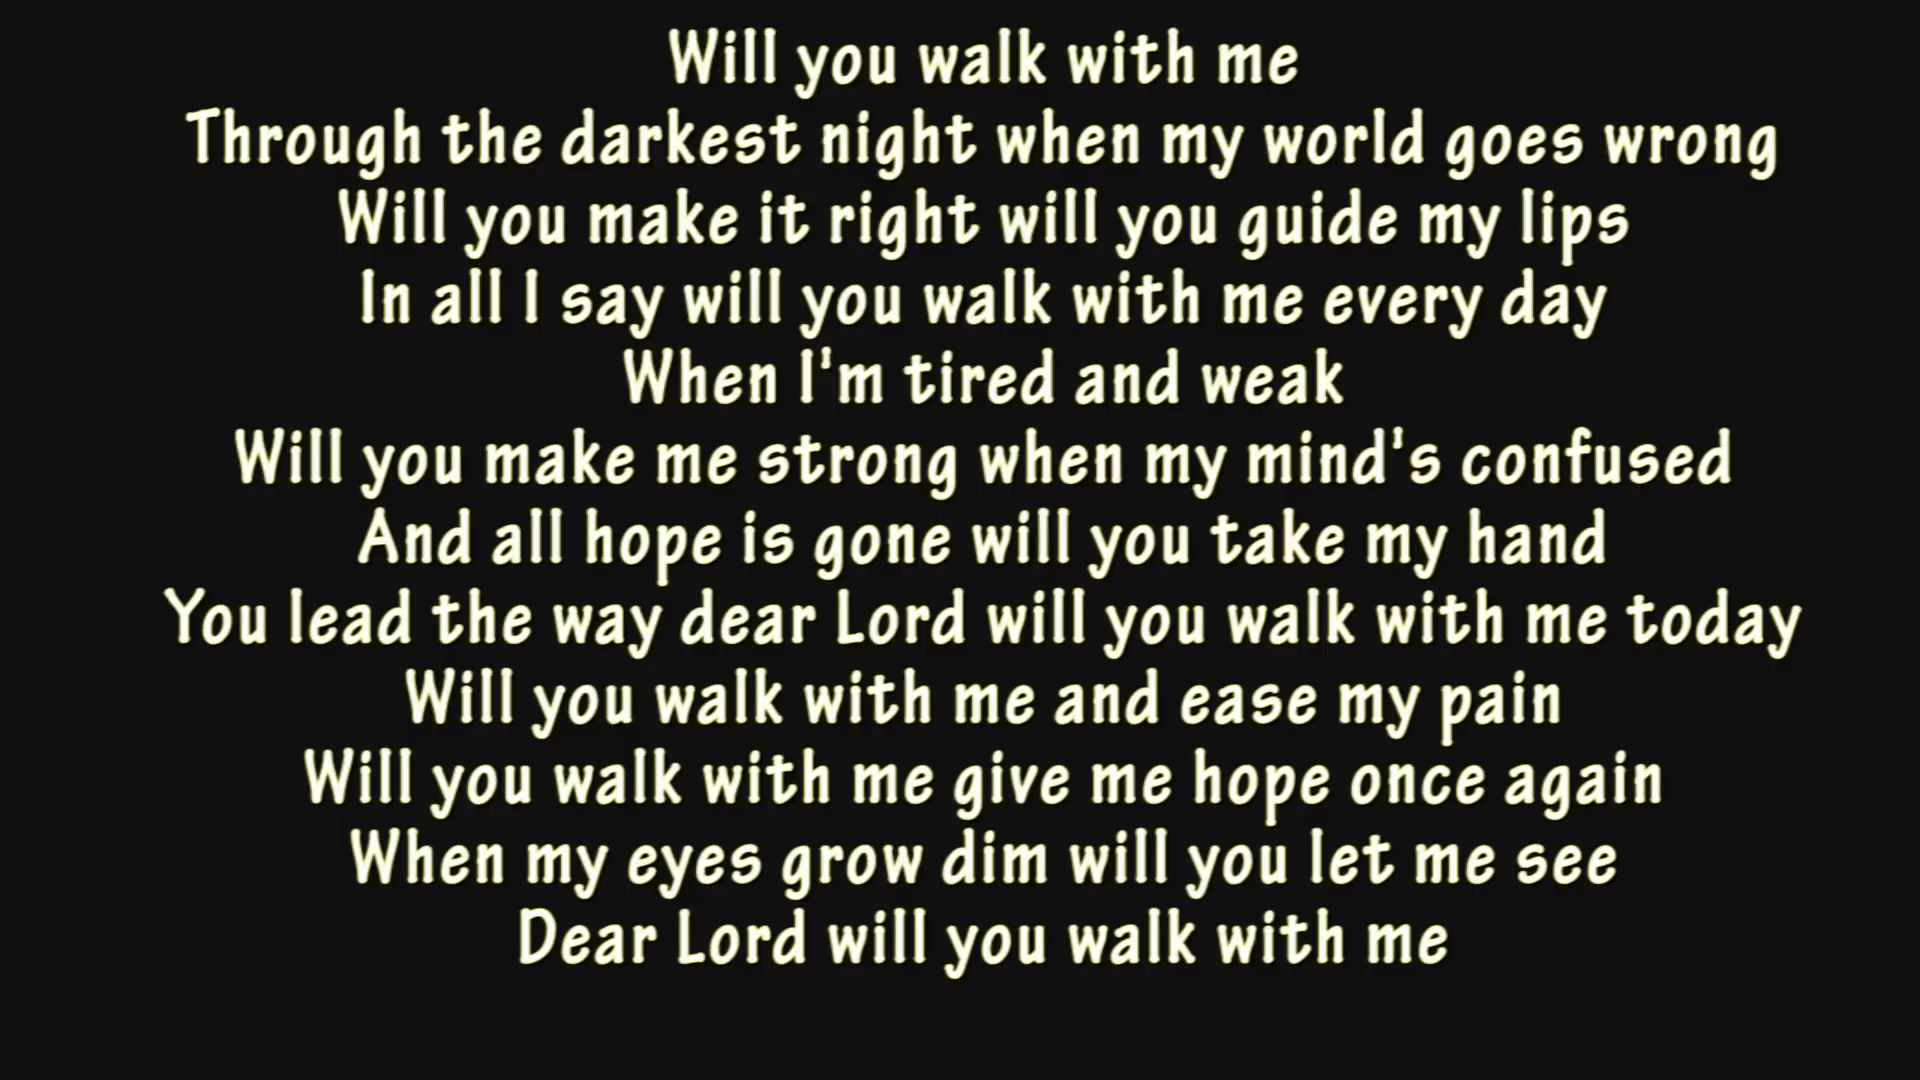 Will you walk with me
Through the darkest night when my world goes wrong
Will you make it right will you guide my lips
In all I say will you walk with me every day
When I'm tired and weak
Will you make me strong when my mind's confused
And all hope is gone will you take my hand
You lead the way dear Lord will you walk with me today
Will you walk with me and ease my pain
Will you walk with me give me hope once again
When my eyes grow dim will you let me see
Dear Lord will you walk with me